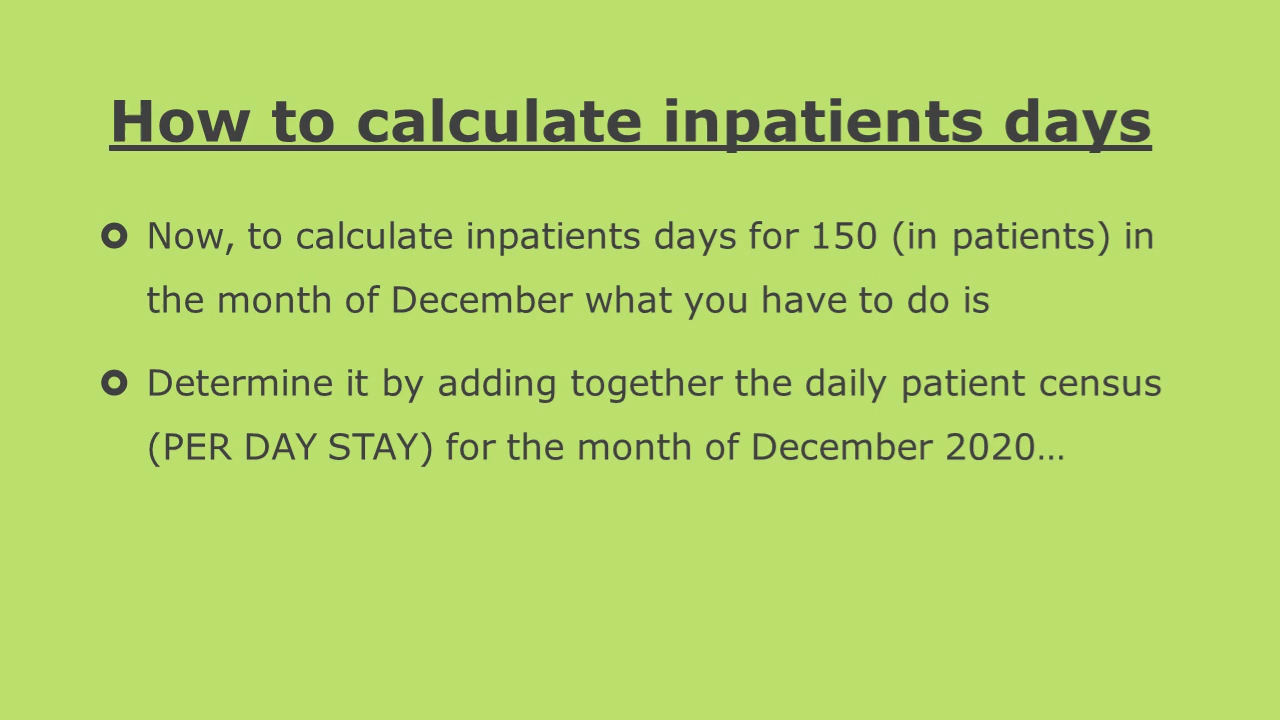 How to calculate inpatients days
Now, to calculate inpatients days for 150 (in patients) in
the month of December what you have to do is
Determine it by adding together the daily patient census
(PER DAY STAY) for the month of December 2020…